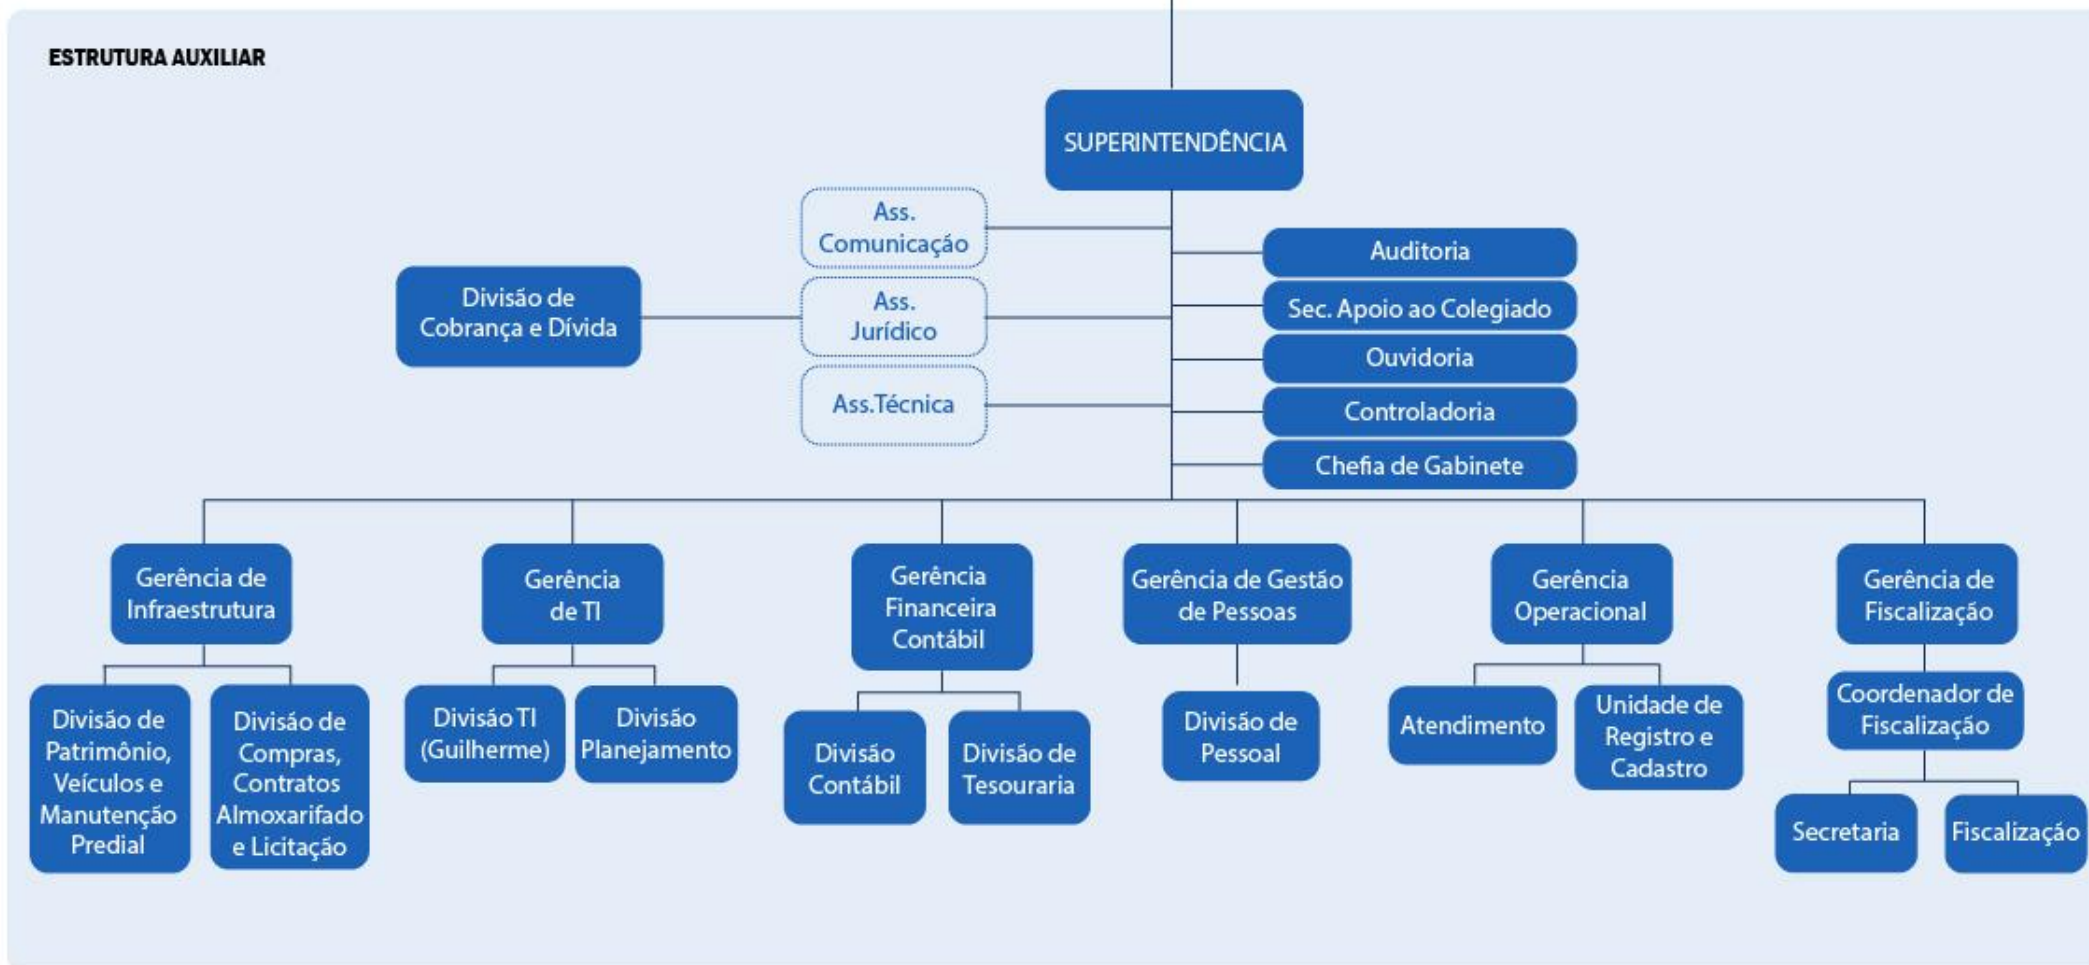 ESTRUTURA AUXILIAR
SUPERINTENDÊNCIA
Ass.
Comunicação
Auditoria
Divisão de
Cobrança e Dívida
Ass.
Jurídico
Sec. Apoio ao Colegiado
Ouvidoria
Ass.Técnica
Controladoria
Chefia de Gabinete
Gerência de
Infraestrutura
Gerência
de TI
Gerência
Financeira
Contábil
Gerência de Gestão
de Pessoas
Gerência
Operacional
Gerência de
Fiscalização
Divisão de
Patrimônio,
Veículos e
Manutenção
Predial
Divisão de
Compras,
Contratos
Almoxarifado
e Licitação
Divisão TI
(Guilherme)
Divisão
Planejamento
Divisão
Contábil
Divisão de
Tesouraria
Divisão de
Pessoal
Atendimento
Unidade de
Registro e
Cadastro
Coordenador de
Fiscalização
Secretaria
Fiscalização